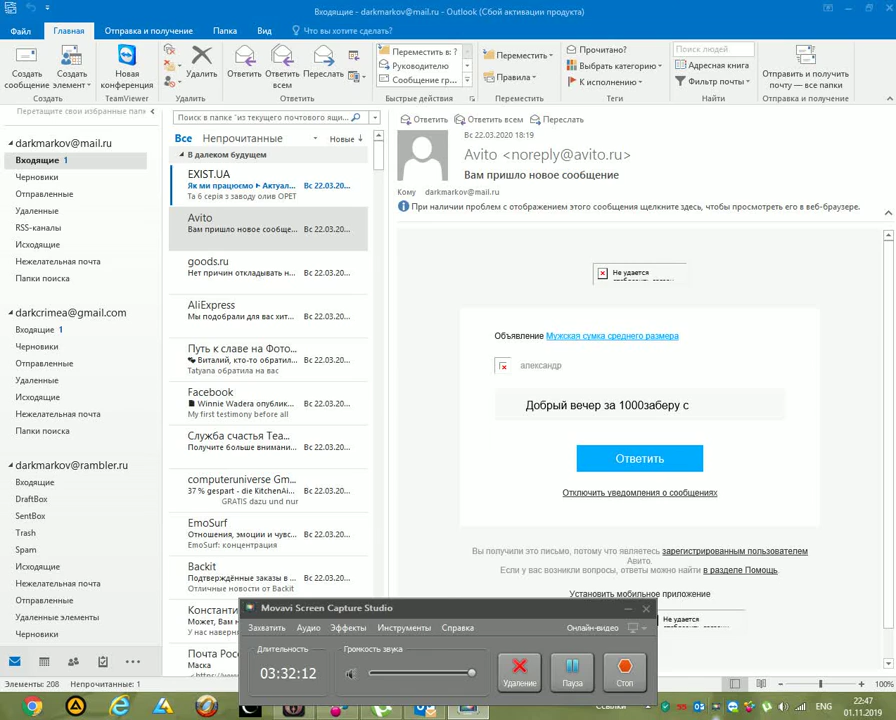 Входящие - darkmarkov@mail.ru - Outlook (Сбой активации продукта)
Файл Главная Отправка и получение Папка Вид Что вы хотите сделать?
Создать сообщение
Создать элемент
Создать
Новая конференция
TeamViewer
Удалить
Удалить
Ответить
Ответить всем
Переслать
Ответить
Переместить в: ?
Руководителю
Сообщение гр...
Быстрые действия
Переместить
Правила
Переместить
Прочитано?
Выбрать категорию
К исполнению
Теги
Поиск людей
Адресная книга
Фильтр почты
Найти
Отправить и получить почту — все папки
Отправка и получение
Перетащите свои избранные пап
darkmarkov@mail.ru
Входящие 1
Черновики
Отправленные
Удаленные
RSS-каналы
Исходящие
Нежелательная почта
Папки поиска
darkcrimea@gmail.com
Входящие 1
Черновики
Отправленные
Удаленные
Исходящие
Нежелательная почта
Папки поиска
darkmarkov@rambler.ru
Входящие
DraftBox
SentBox
Trash
Spam
Исходящие
Нежелательная почта
Отправленные
Удаленные элементы
Черновики
Поиск в папке 'из текущего почтового ящи...
Все Непрочитанные Новые ↓
В далеком будущем
EXIST.UA
Як ми працюємо ► Актуал... Вс 22.03.20...
Та 6 серія з заводу олив OPET
Avito
Вам пришло новое сообще... Вс 22.03.20...
goods.ru
Нет причин откладывать н... Вс 22.03.20...
AliExpress
Мы подобрали для вас хит... Вс 22.03.20...
Путь к славе на Фото...
Виталий, кто-то обратил... Вс 22.03.20...
Tatyana обратила на вас
Facebook
Winnie Wadera опублик... Вс 22.03.20...
My first testimony before all
Служба счастья Tea...
Получите больше внимани... Вс 22.03.20...
computeruniverse Gm...
37 % gespart - die KitchenAi... Вс 22.03.20...
GRATIS dazu und nur
EmoSurf
Отношения, эмоции и чувс... Вс 22.03.20...
EmoSurf: концентрация
Backit
Подтверждённые заказы в ... Вс 22.03.20...
Отличные новости от Backit
Константи
Может, Вам
У нас намере
Почта Рос
Маска
Ответить Ответить всем Переслать
Вс 22.03.2020 18:19
Avito <noreply@avito.ru>
Вам пришло новое сообщение
Кому darkmarkov@mail.ru
При наличии проблем с отображением этого сообщения щелкните здесь, чтобы просмотреть его в веб-браузере.
Не удается
Объявление Мужская сумка среднего размера
александр
Добрый вечер за 1000заберу с
Ответить
Отключить уведомления о сообщениях
Вы получили это письмо, потому что являетесь зарегистрированным пользователем
Авито.
Если у вас возникли вопросы, ответы можно найти в разделе Помощь.
Установить мобильное приложение
Не удается
Movavi Screen Capture Studio
Захватить Аудио Эффекты Инструменты Справка Онлайн-видео
Длительность
03:32:12
Громкость звука
Удаление
Пауза
Стоп
Элементы: 208 Непрочитанные: 1
100%
22:47
01.11.2019